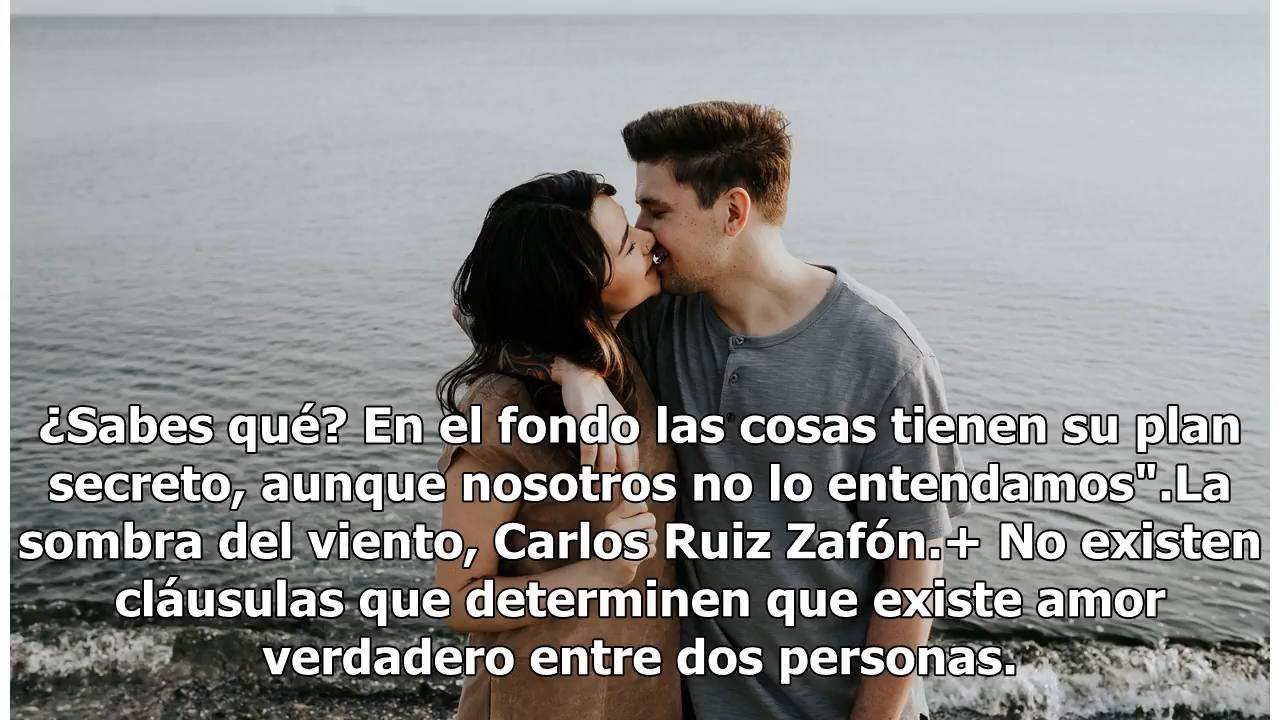 ¿Sabes qué? En el fondo las cosas tienen su plan
secreto, aunque nosotros no lo entendamos".La
sombra del viento, Carlos Ruiz Zafón.+ No existen
cláusulas que determinen que existe amor
verdadero entre dos personas.